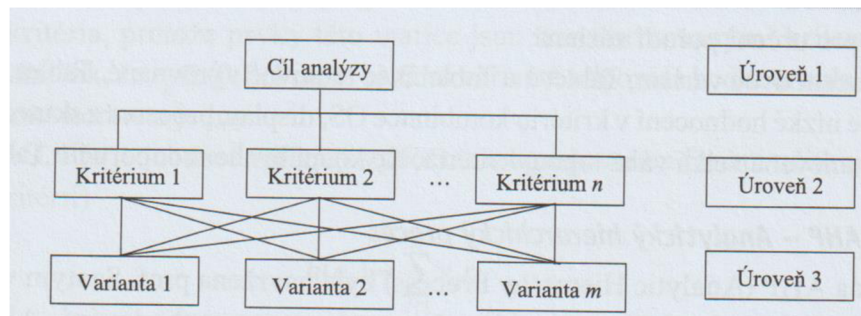 Cíl analýzy
Úroveň 1
Kritérium 1
Kritérium 2
...
Kritérium n
Úroveň 2
Varianta 1
Varianta 2
...
Varianta m
Úroveň 3